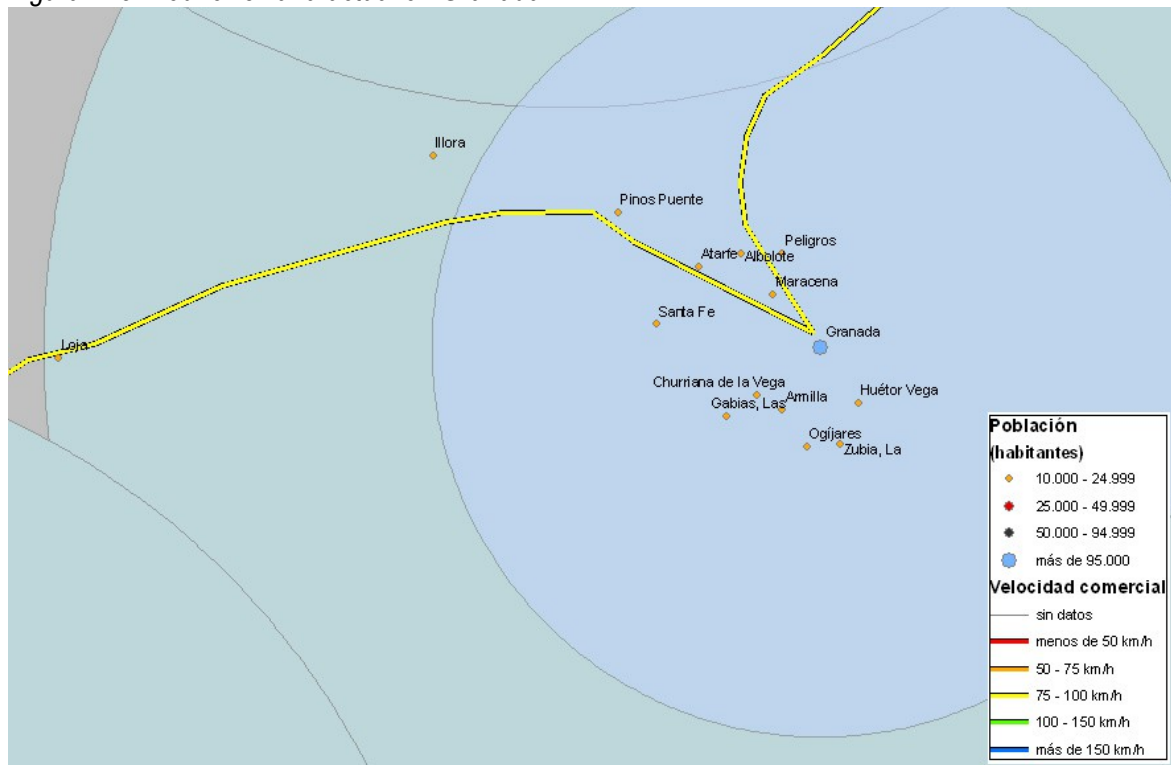 Illora
Pinos Puente
Peligros
Atarfe
Albolote
Maracena
Santa Fe
Granada
Loja
Churriana de la Vega
Huétor Vega
Gabias, Las
Armilla
Ogíjares
Zubia, La
Población
(habitantes)
10.000 - 24.999
25.000 - 49.999
50.000 - 94.999
más de 95.000
Velocidad comercial
sin datos
menos de 50 km/h
50 - 75 km/h
75 - 100 km/h
100 - 150 km/h
más de 150 km/h